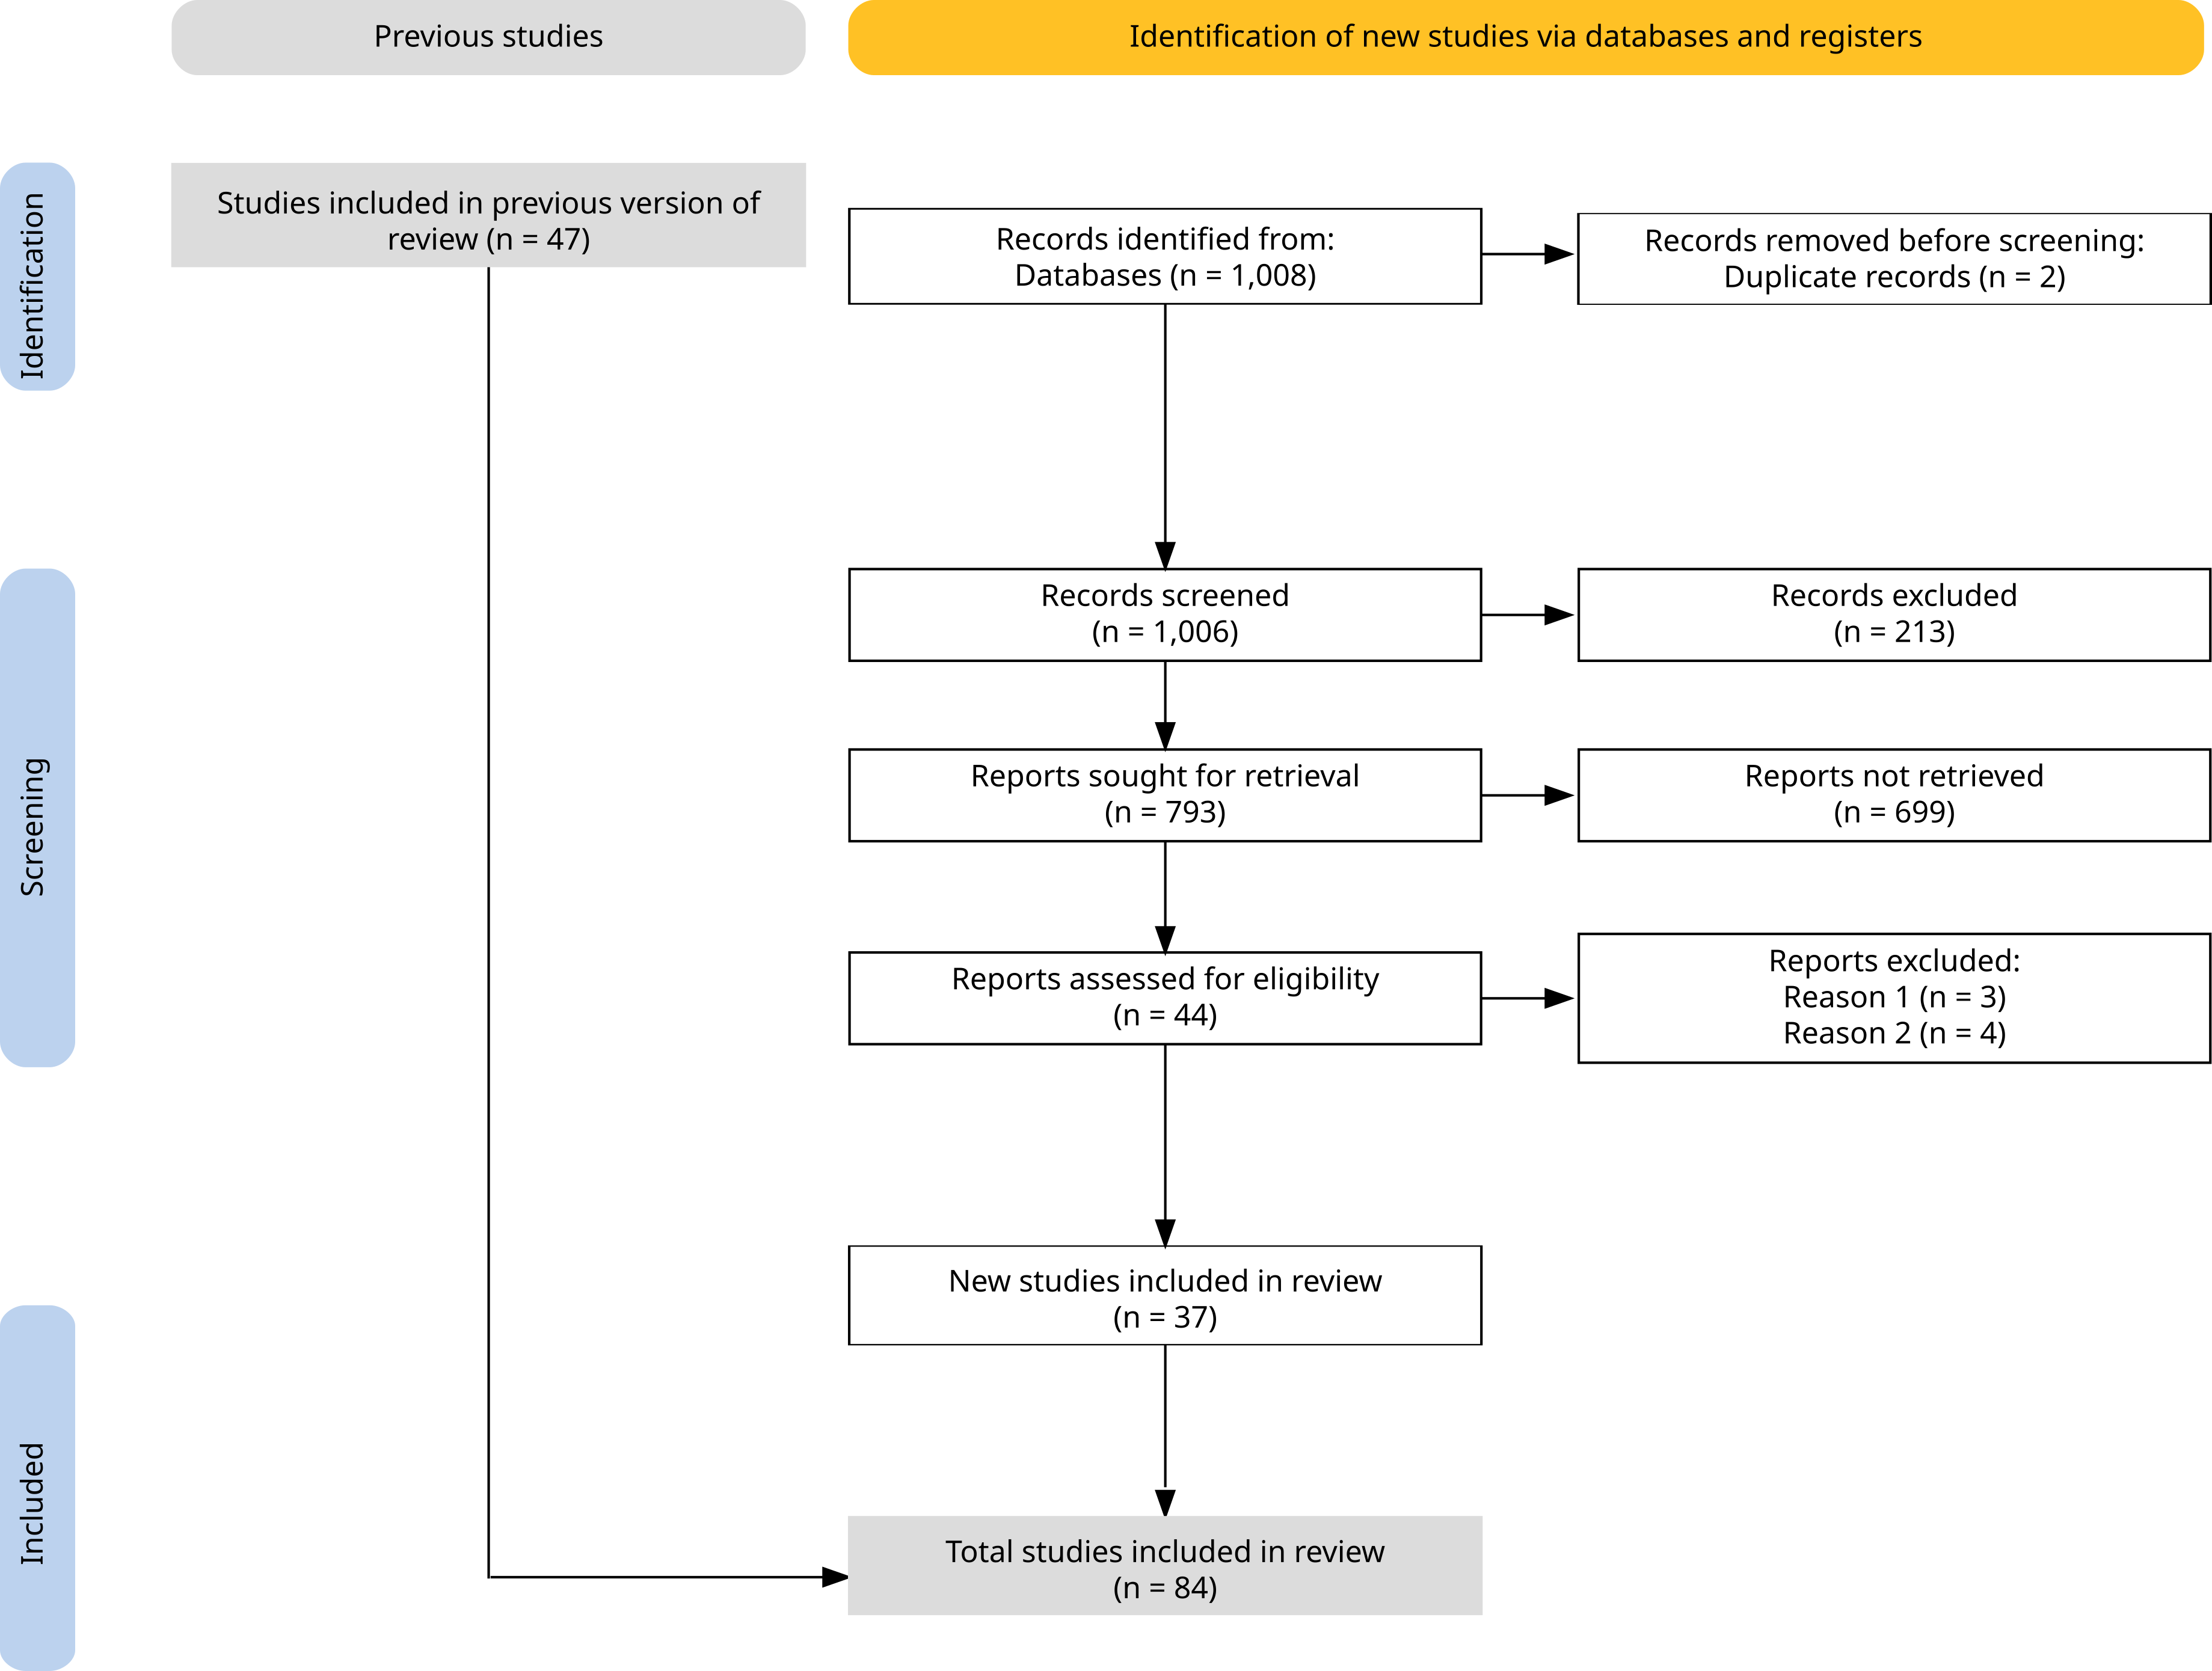 Previous studies
Identification of new studies via databases and registers
Identification
Studies included in previous version of
review (n = 47)
Records identified from:
Databases (n = 1,008)
Records removed before screening:
Duplicate records (n = 2)
Screening
Records screened
(n = 1,006)
Records excluded
(n = 213)
Reports sought for retrieval
(n = 793)
Reports not retrieved
(n = 699)
Reports assessed for eligibility
(n = 44)
Reports excluded:
Reason 1 (n = 3)
Reason 2 (n = 4)
Included
New studies included in review
(n = 37)
Total studies included in review
(n = 84)